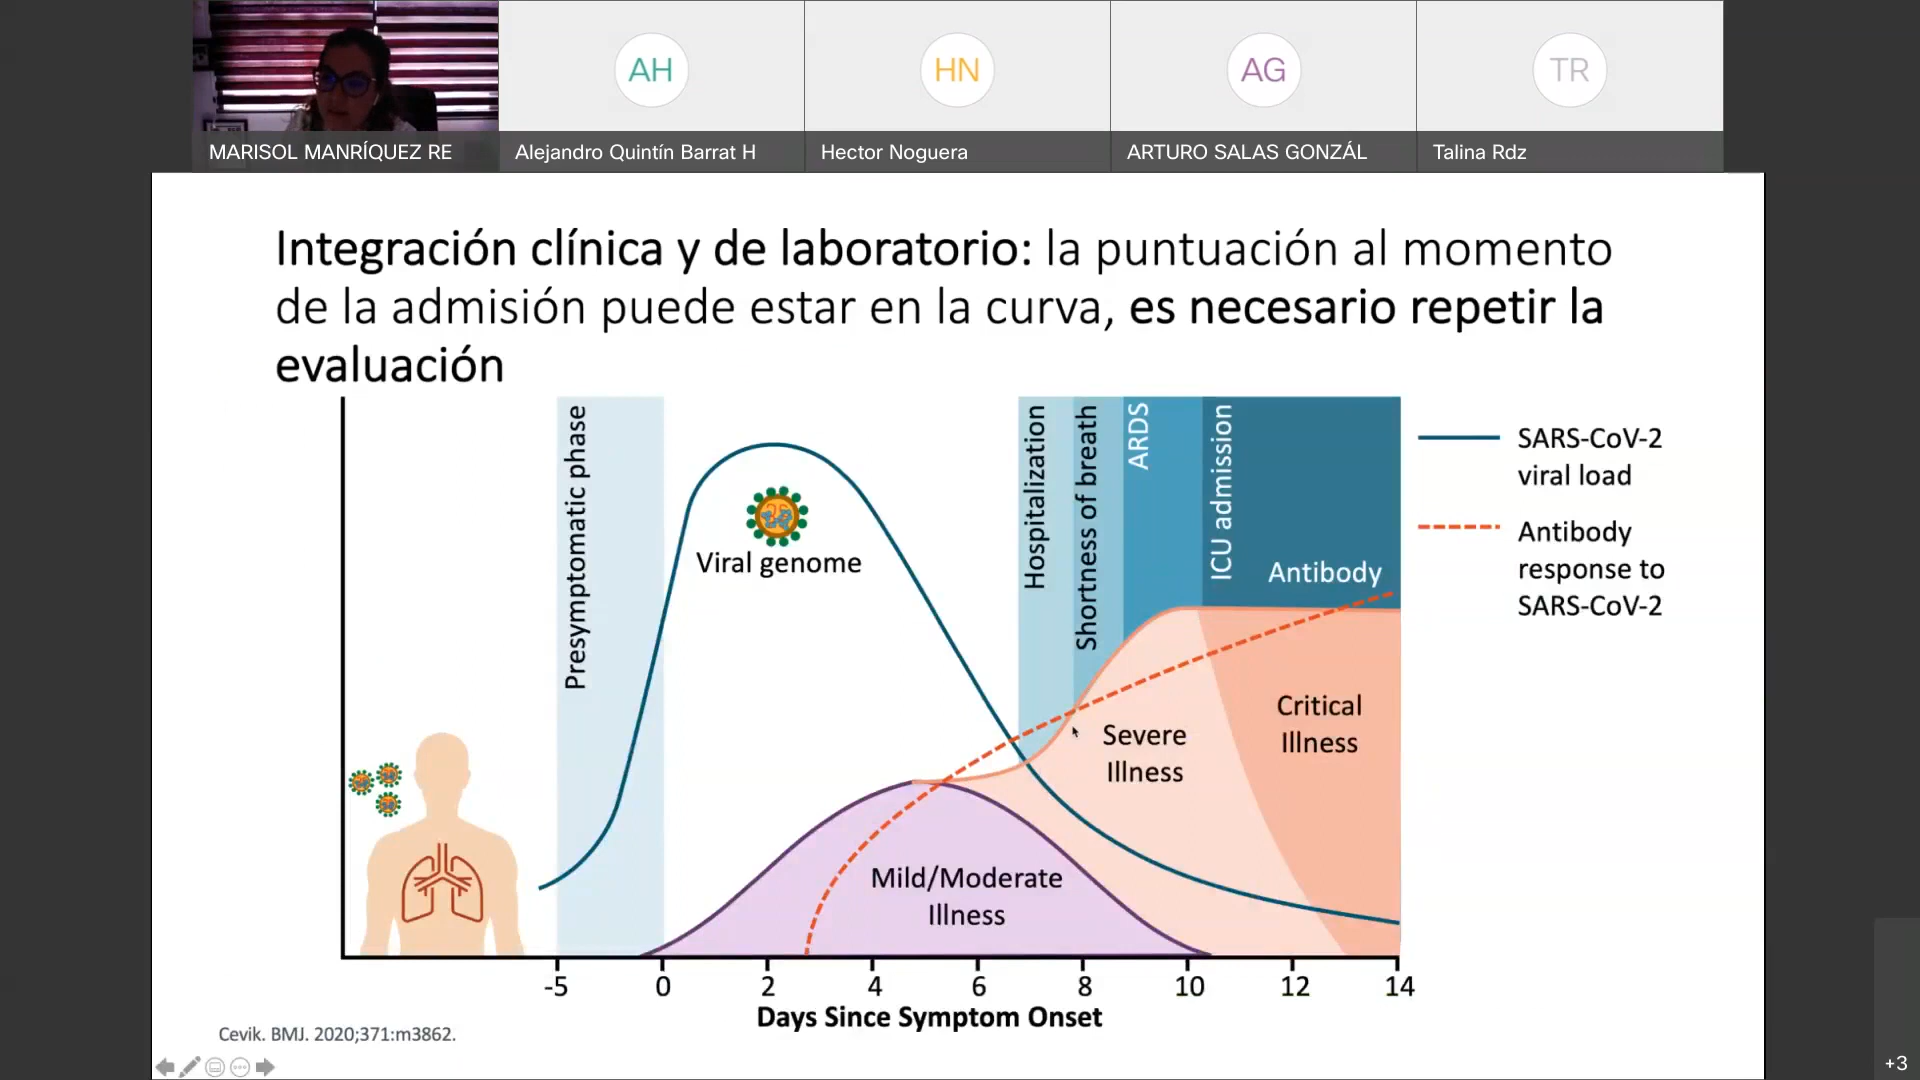 AH
HN
AG
TR
MARISOL MANRÍQUEZ RE
Alejandro Quintín Barrat H
Hector Noguera
ARTURO SALAS GONZÁL
Talina Rdz
Integración clínica y de laboratorio: la puntuación al momento
de la admisión puede estar en la curva, es necesario repetir la
evaluación
Presymptomatic phase
Viral genome
Hospitalization
Shortness of breath
ARDS
ICU admission
Antibody
SARS-CoV-2
viral load
Antibody
response to
SARS-CoV-2
Severe
Illness
Critical
Illness
Mild/Moderate
Illness
-5 0 2 4 6 8 10 12 14
Days Since Symptom Onset
Cevik. BMJ. 2020;371:m3862.
+3